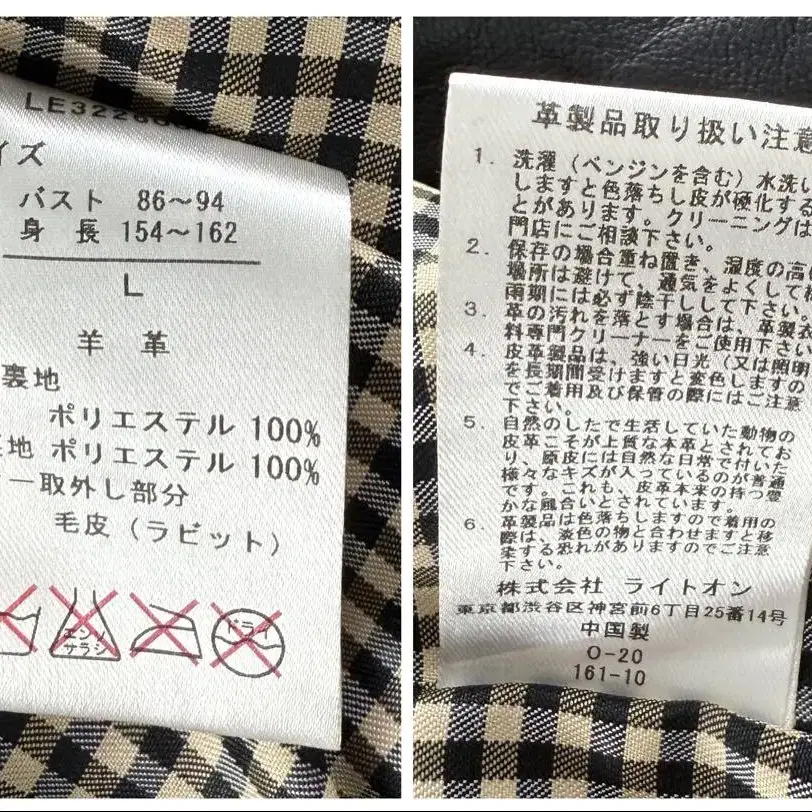 LE3226
イズ
バスト 86～94
身長 154～162
L
羊革
裏地
ポリエステル 100%
地 ポリエステル 100%
ー取外し部分
毛皮（ラビット）
エンソ
サラシ
ドライ
革製品取り扱い注意
1. 洗濯（ベンジンを含む）水洗い
しますと色落ちし皮が硬化する
とがあります。クリーニングは
門店にご相談下さい。
2. 保存の場合重ね置き、湿度の高い
場所は避けて、通気をよくして
雨期には必ず陰干しして下さい。
3. 革の汚れを落とす場合は、革製衣
料専門クリーナーをご使用下さい
4. 皮革製品は、強い日光（又は照明
を長期間受けますと変色しますの
でご着用及び保管の際にはご注意
下さい。
5. 自然のしたで生活していた動物の
皮革こそが上質な本革とされてお
り、原皮には自然な日常で付いた
様々なキズが入っているのが普通
です。これも、皮革本来の持つ豊
かな風合いとされています。
6. 革製品は色落ちしますので着用の
際は、淡色の物と合わせますと移
染する恐れがありますのでご注意
下さい。
株式会社 ライトオン
東京都渋谷区神宮前6丁目25番14号
中国製
O-20
161-10